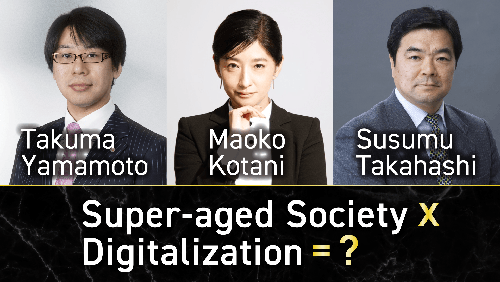 Takuma
Yamamoto
Maoko
Kotani
Susumu
Takahashi
Super-aged Society x
Digitalization = ?